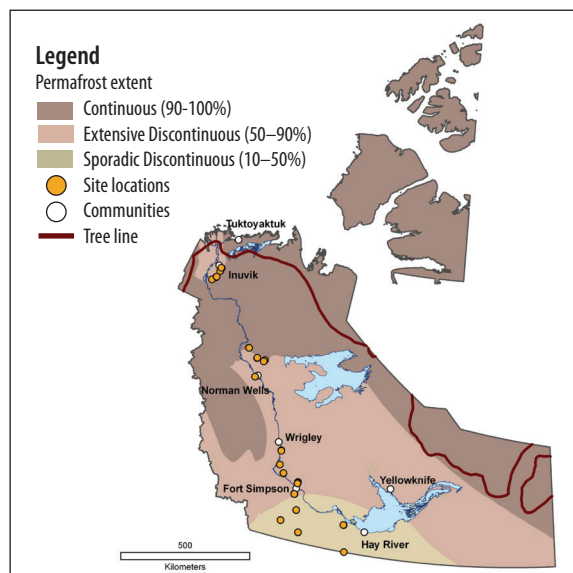 Legend
Permafrost extent
Continuous (90-100%)
Extensive Discontinuous (50–90%)
Sporadic Discontinuous (10–50%)
Site locations
Communities
Tree line
Tuktoyaktuk
Inuvik
Norman Wells
Wrigley
Fort Simpson
Yellowknife
Hay River
500
Kilometers